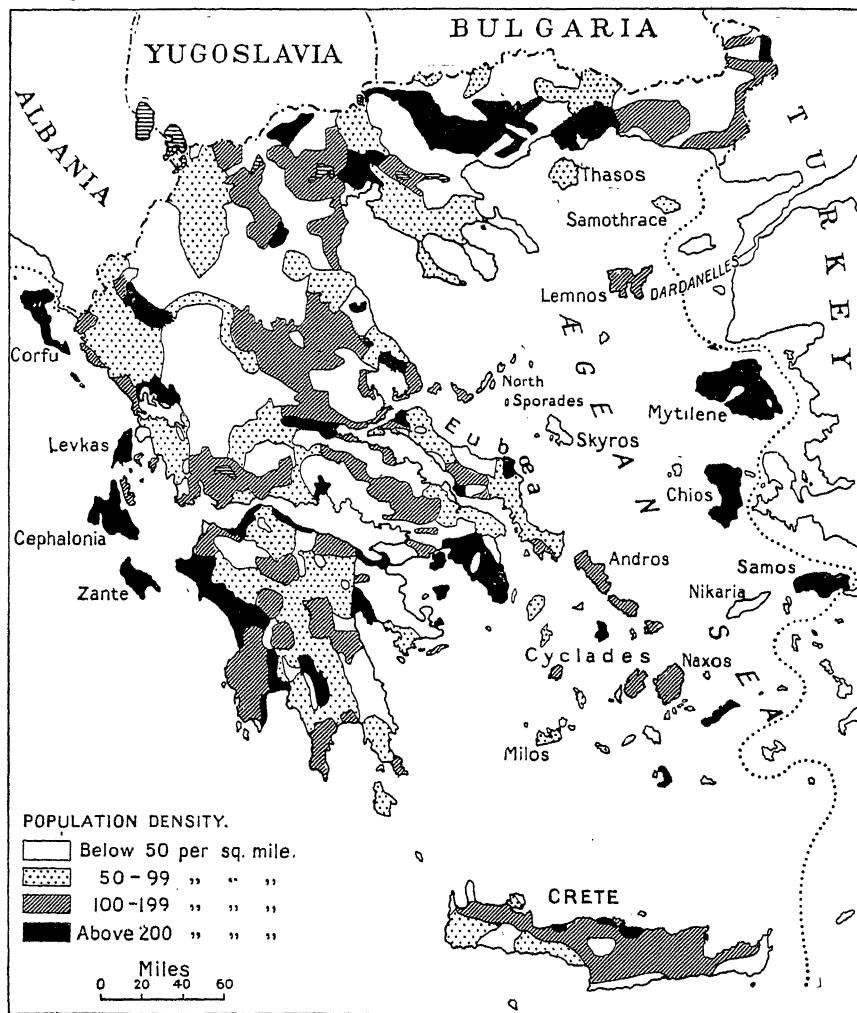 BULGARIA
YUGOSLAVIA
ALBANIA
TURKEY
Thasos
Samothrace
DARDANELLES
Lemnos
ÆGEAN SEA
Corfu
North
Sporades
Mytilene
Eubœa
Skyros
Levkas
Chios
Cephalonia
Andros
Samos
Zante
Nikaria
Cyclades
Naxos
Milos
POPULATION DENSITY.
Below 50 per sq. mile.
50-99 ,, ,, ,,
100-199 ,, ,, ,,
Above 200 ,, ,, ,,
CRETE
Miles
0 20 40 60